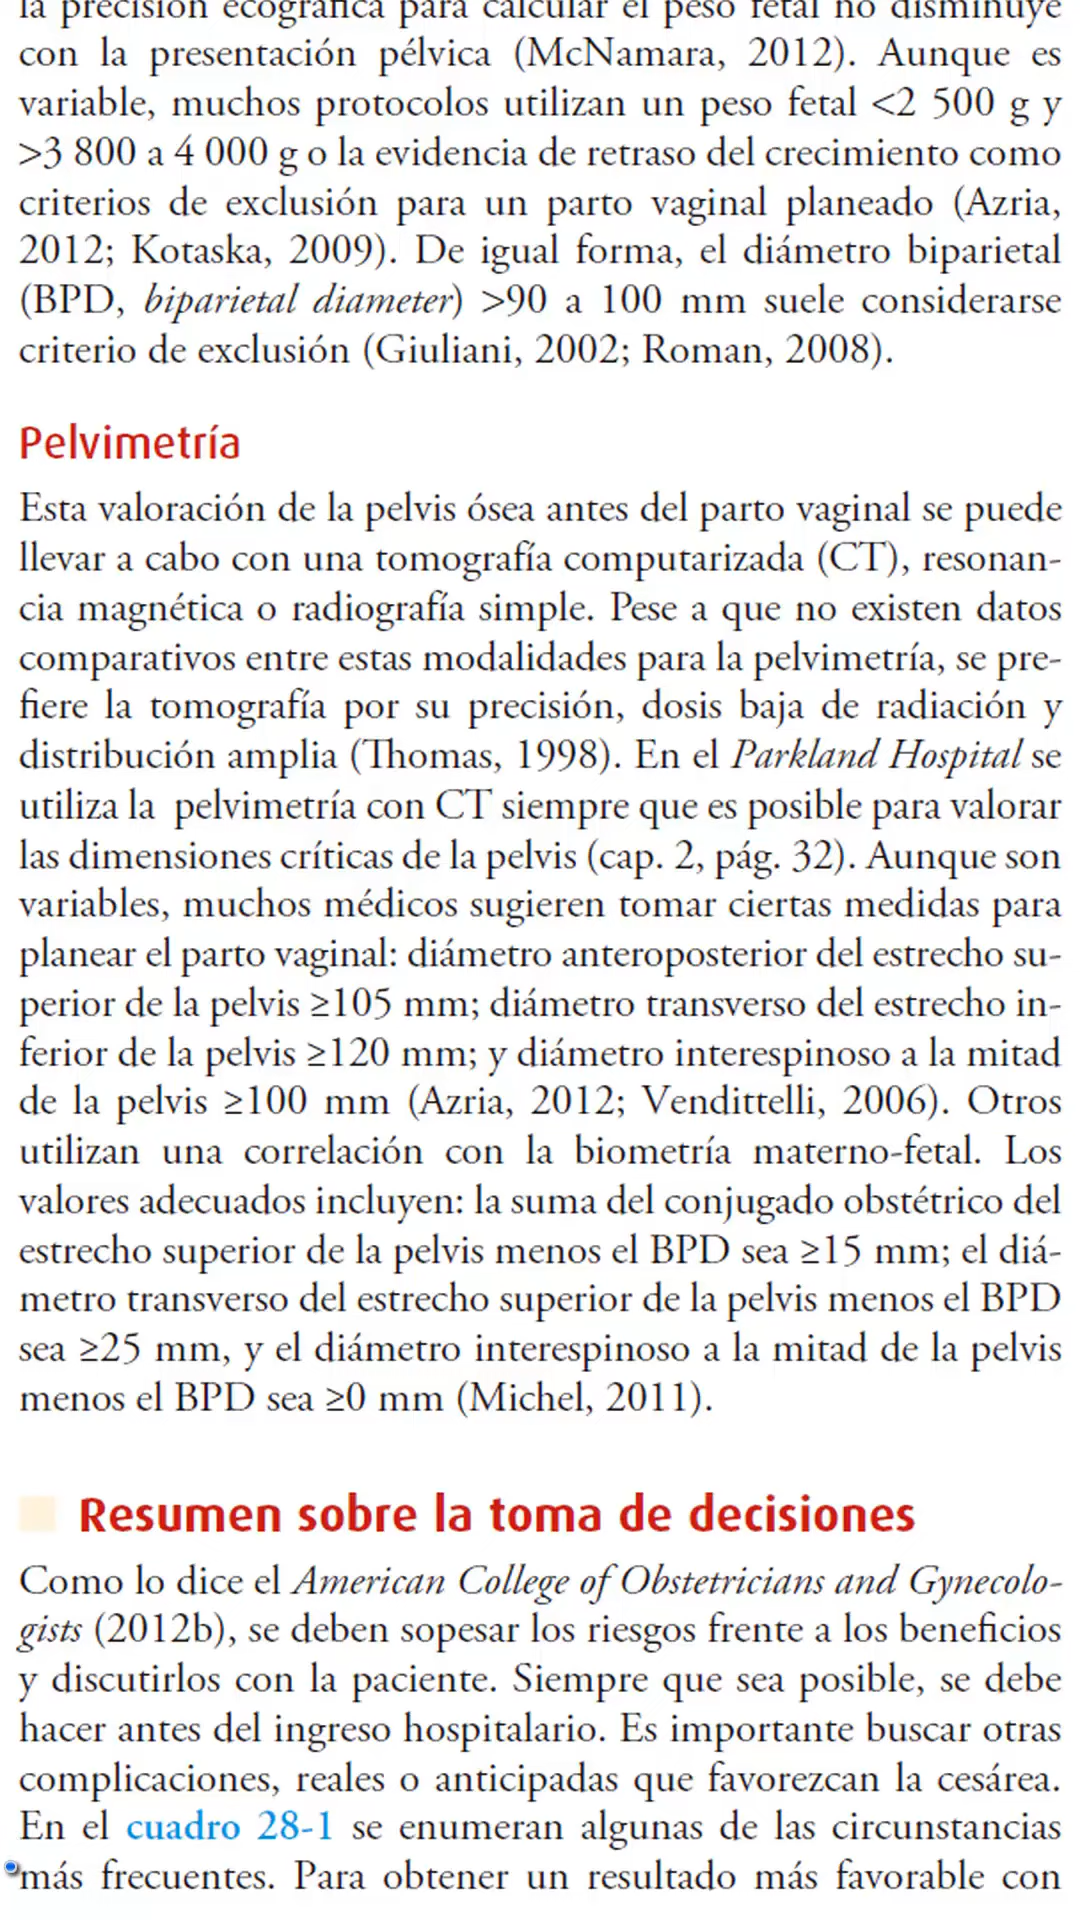 la precisión ecográfica para calcular el peso fetal no disminuye
con la presentación pélvica (McNamara, 2012). Aunque es
variable, muchos protocolos utilizan un peso fetal <2 500 g y
>3 800 a 4 000 g o la evidencia de retraso del crecimiento como
criterios de exclusión para un parto vaginal planeado (Azria,
2012; Kotaska, 2009). De igual forma, el diámetro biparietal
(BPD, biparietal diameter) >90 a 100 mm suele considerarse
criterio de exclusión (Giuliani, 2002; Roman, 2008).
Pelvimetría
Esta valoración de la pelvis ósea antes del parto vaginal se puede
llevar a cabo con una tomografía computarizada (CT), resonan-
cia magnética o radiografía simple. Pese a que no existen datos
comparativos entre estas modalidades para la pelvimetría, se pre-
fiere la tomografía por su precisión, dosis baja de radiación y
distribución amplia (Thomas, 1998). En el Parkland Hospital se
utiliza la pelvimetría con CT siempre que es posible para valorar
las dimensiones críticas de la pelvis (cap. 2, pág. 32). Aunque son
variables, muchos médicos sugieren tomar ciertas medidas para
planear el parto vaginal: diámetro anteroposterior del estrecho su-
perior de la pelvis ≥105 mm; diámetro transverso del estrecho in-
ferior de la pelvis ≥120 mm; y diámetro interespinoso a la mitad
de la pelvis ≥100 mm (Azria, 2012; Vendittelli, 2006). Otros
utilizan una correlación con la biometría materno-fetal. Los
valores adecuados incluyen: la suma del conjugado obstétrico del
estrecho superior de la pelvis menos el BPD sea ≥15 mm; el diá-
metro transverso del estrecho superior de la pelvis menos el BPD
sea ≥25 mm, y el diámetro interespinoso a la mitad de la pelvis
menos el BPD sea ≥0 mm (Michel, 2011).
Resumen sobre la toma de decisiones
Como lo dice el American College of Obstetricians and Gynecolo-
gists (2012b), se deben sopesar los riesgos frente a los beneficios
y discutirlos con la paciente. Siempre que sea posible, se debe
hacer antes del ingreso hospitalario. Es importante buscar otras
complicaciones, reales o anticipadas que favorezcan la cesárea.
En el cuadro 28-1 se enumeran algunas de las circunstancias
más frecuentes. Para obtener un resultado más favorable con